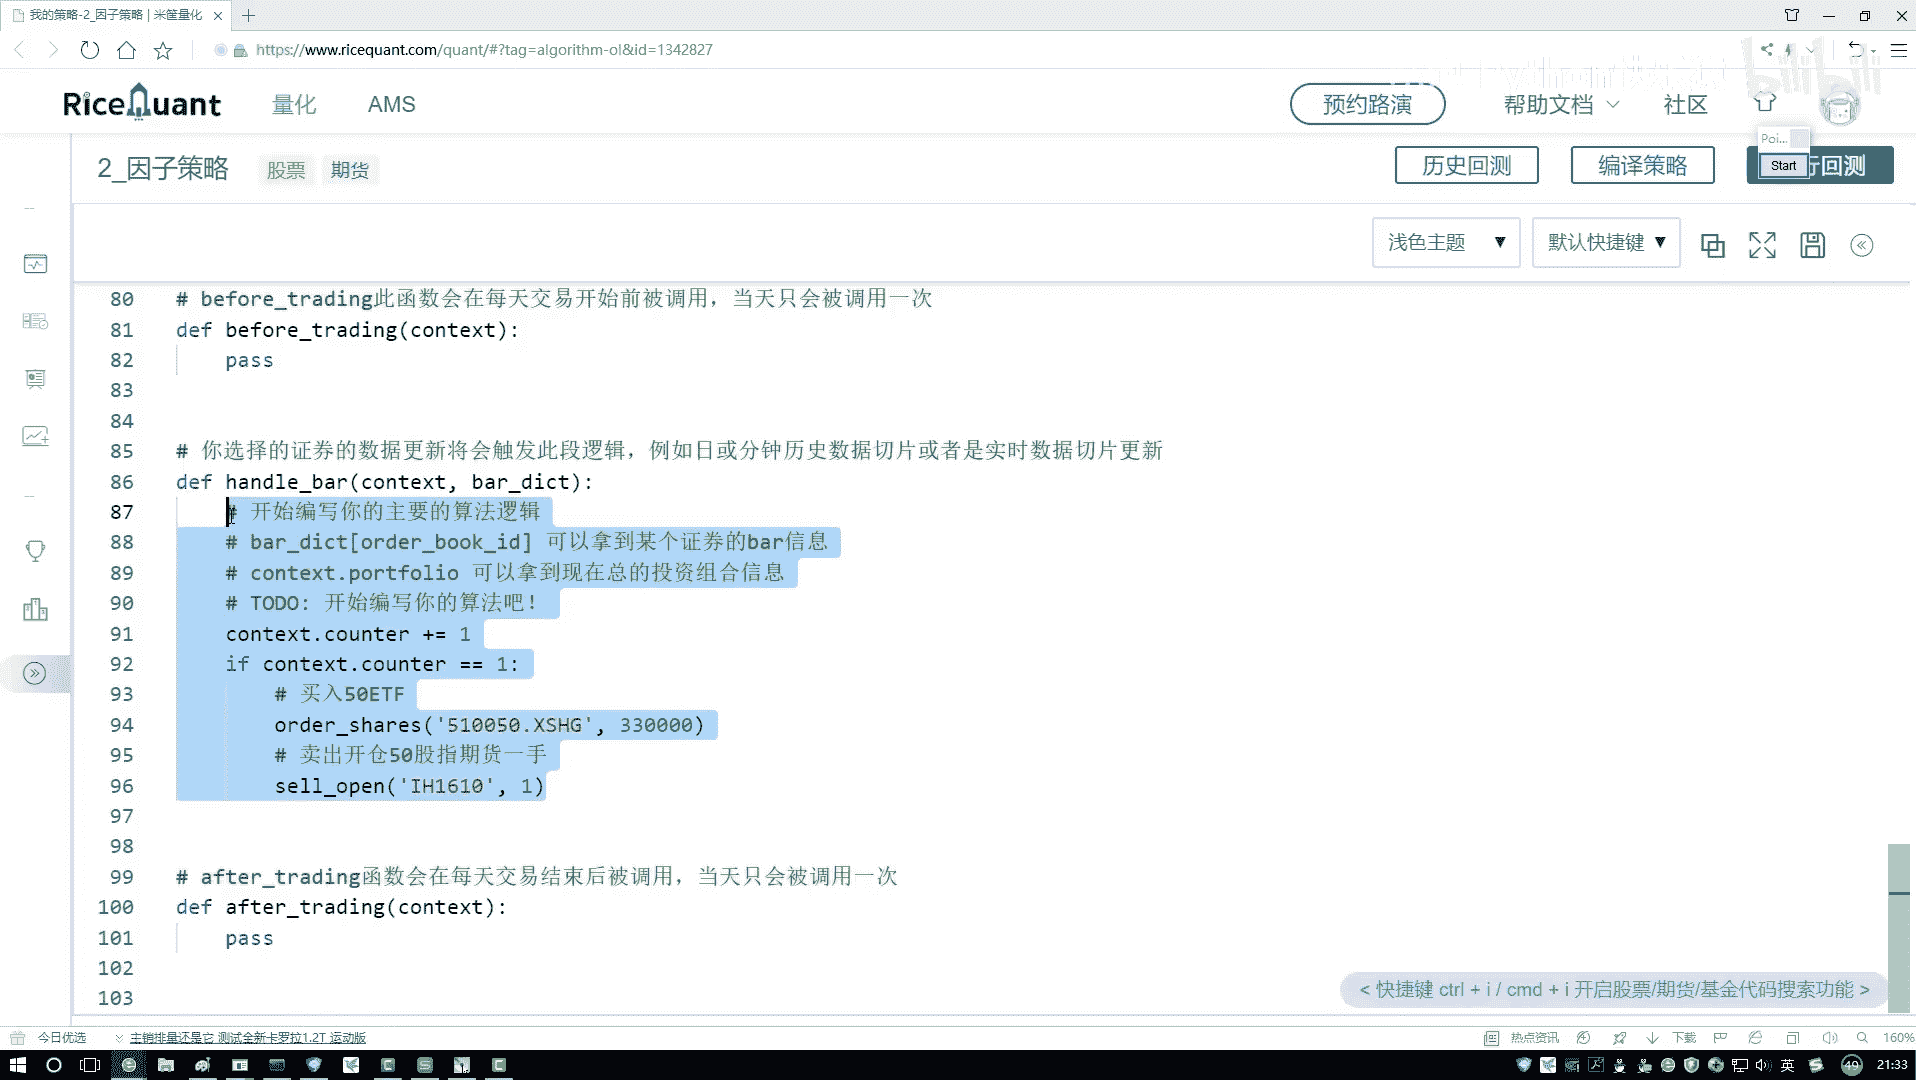 我的策略-2_因子策略 | 米筐量化
https://www.ricequant.com/quant/#?tag=algorithm-ol&id=1342827
bilibili
RiceQuant
量化
AMS
预约路演
帮助文档
社区
Poi...
2_因子策略
股票
期货
历史回测
编译策略
Start
行回测
浅色主题
默认快捷键
80 # before_trading此函数会在每天交易开始前被调用，当天只会被调用一次
81 def before_trading(context):
82 pass
83
84
85 # 你选择的证券的数据更新将会触发此段逻辑，例如日或分钟历史数据切片或者是实时数据切片更新
86 def handle_bar(context, bar_dict):
87 # 开始编写你的主要的算法逻辑
88 # bar_dict[order_book_id] 可以拿到某个证券的bar信息
89 # context.portfolio 可以拿到现在总的投资组合信息
90 # TODO: 开始编写你的算法吧！
91 context.counter += 1
92 if context.counter == 1:
93 # 买入50ETF
94 order_shares('510050.XSHG', 330000)
95 # 卖出开仓50股指期货一手
96 sell_open('IH1610', 1)
97
98
99 # after_trading函数会在每天交易结束后被调用，当天只会被调用一次
100 def after_trading(context):
101 pass
102
103
< 快捷键 ctrl + i / cmd + i 开启股票/期货/基金代码搜索功能 >
今日优选
主销排量还是它 测试全新卡罗拉1.2T 运动版
热点资讯
下载
160%
英
49
21:33